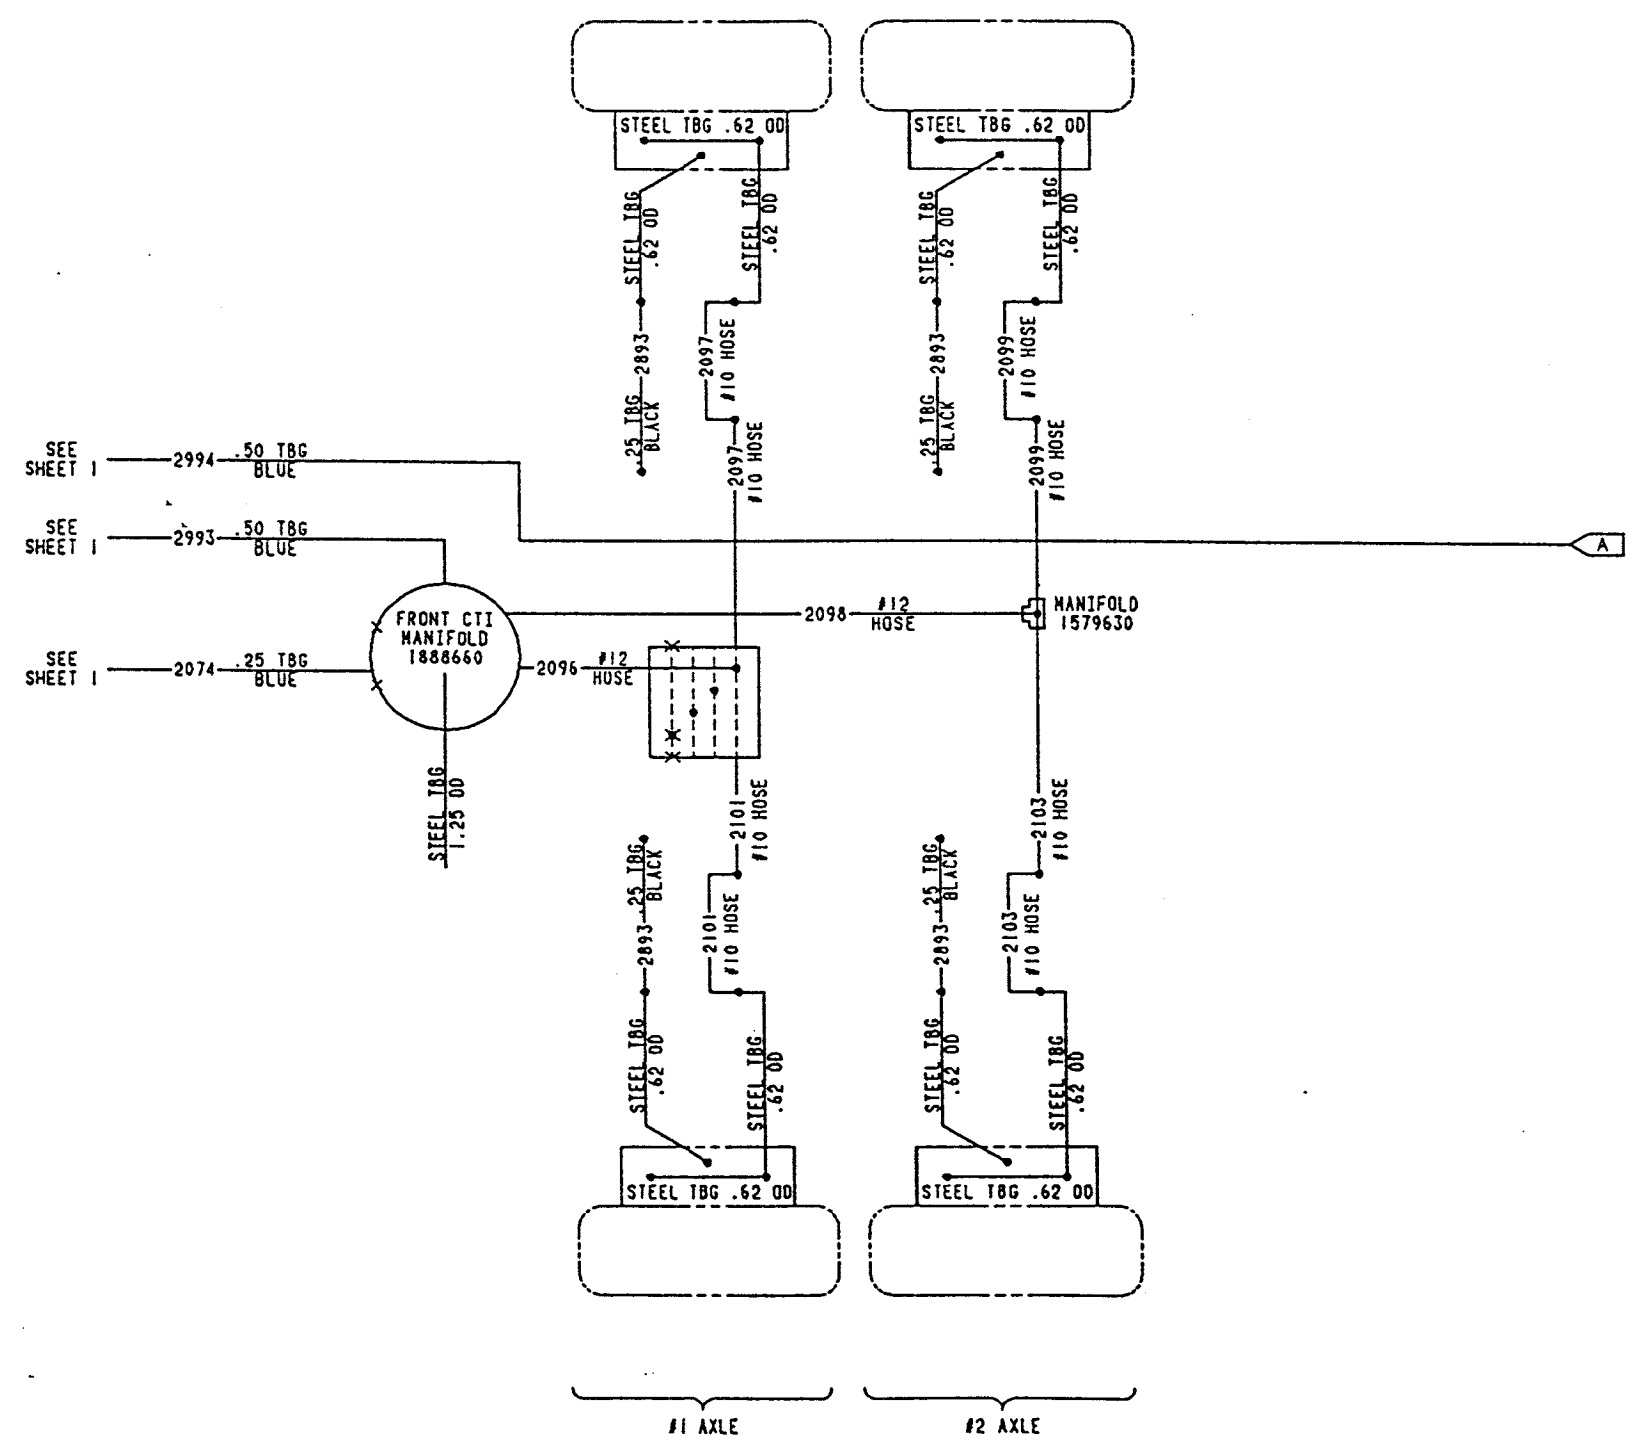 STEEL TBG .62 OD
STEEL TBG .62 OD
STEEL TBG
.62 OD
STEEL TBG
.62 OD
STEEL TBG
.62 OD
STEEL TBG
.62 OD
2893
.25 TBG
BLACK
2097
#10 HOSE
2893
.25 TBG
BLACK
2099
#10 HOSE
2097
#10 HOSE
2099
#10 HOSE
SEE
SHEET 1
2994
.50 TBG
BLUE
SEE
SHEET 1
2993
.50 TBG
BLUE
A
FRONT CTI
MANIFOLD
1888660
2098
#12
HOSE
MANIFOLD
1579630
SEE
SHEET 1
2074
.25 TBG
BLUE
2096
#12
HOSE
STEEL TBG
1.25 OD
2101
#10 HOSE
2103
#10 HOSE
.25 TBG
BLACK
2893
2101
#10 HOSE
.25 TBG
BLACK
2893
2103
#10 HOSE
STEEL TBG
.62 OD
STEEL TBG
.62 OD
STEEL TBG
.62 OD
STEEL TBG
.62 OD
STEEL TBG .62 OD
STEEL TBG .62 OD
#1 AXLE
#2 AXLE